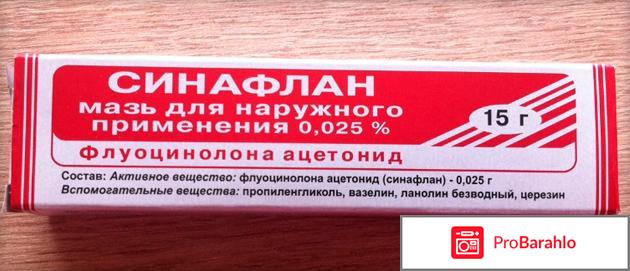 СИНАФЛАН
мазь для наружного
применения 0,025 %
15 г
Флуоцинолона ацетонид
Состав: Активное вещество: флуоцинолона ацетонид (синафлан) - 0,025 г
Вспомогательные вещества: пропиленгликоль, вазелин, ланолин безводный, церезин
ProBarahlo